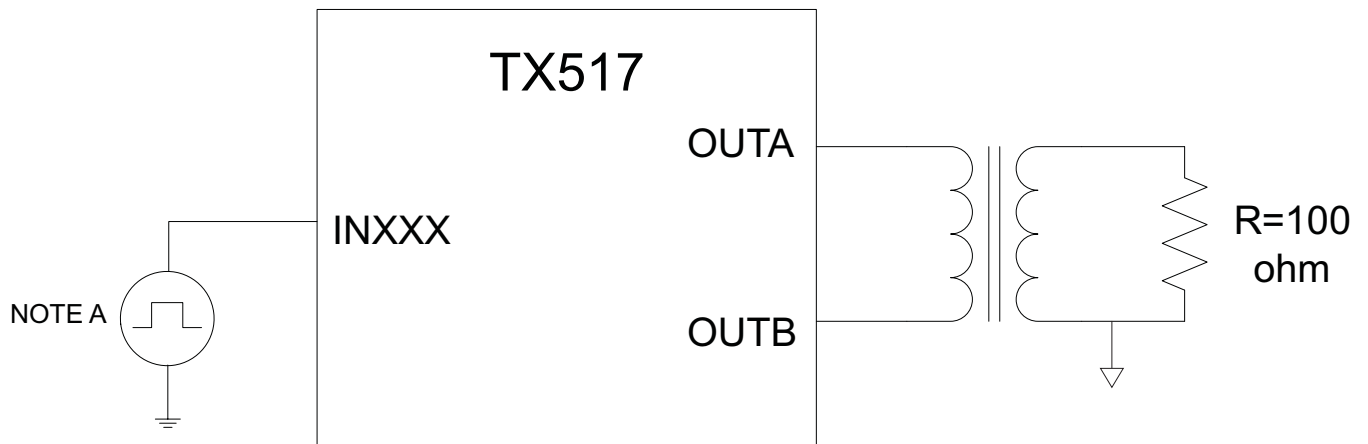 TX517
OUTA
INXXX
R=100
ohm
NOTE A
OUTB